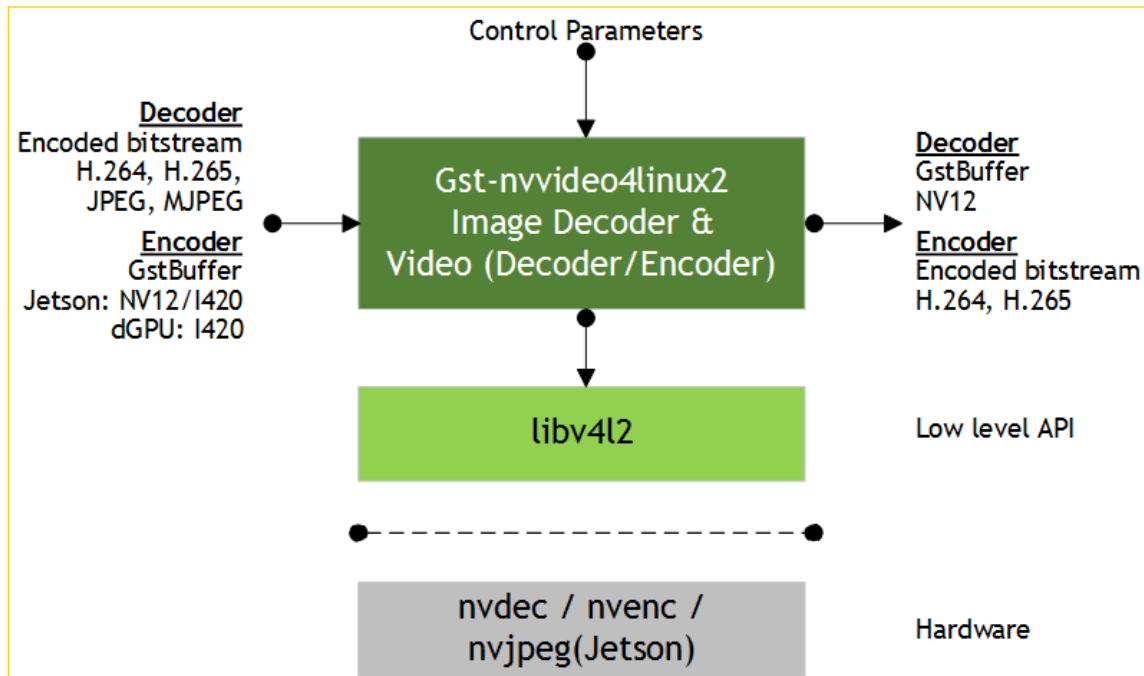 Control Parameters
Decoder
Encoded bitstream
H.264, H.265,
JPEG, MJPEG
Encoder
GstBuffer
Jetson: NV12/I420
dGPU: I420
Gst-nvvideo4linux2
Image Decoder &
Video (Decoder/Encoder)
Decoder
GstBuffer
NV12
Encoder
Encoded bitstream
H.264, H.265
libv4l2
Low level API
nvdec / nvenc /
nvjpeg(Jetson)
Hardware